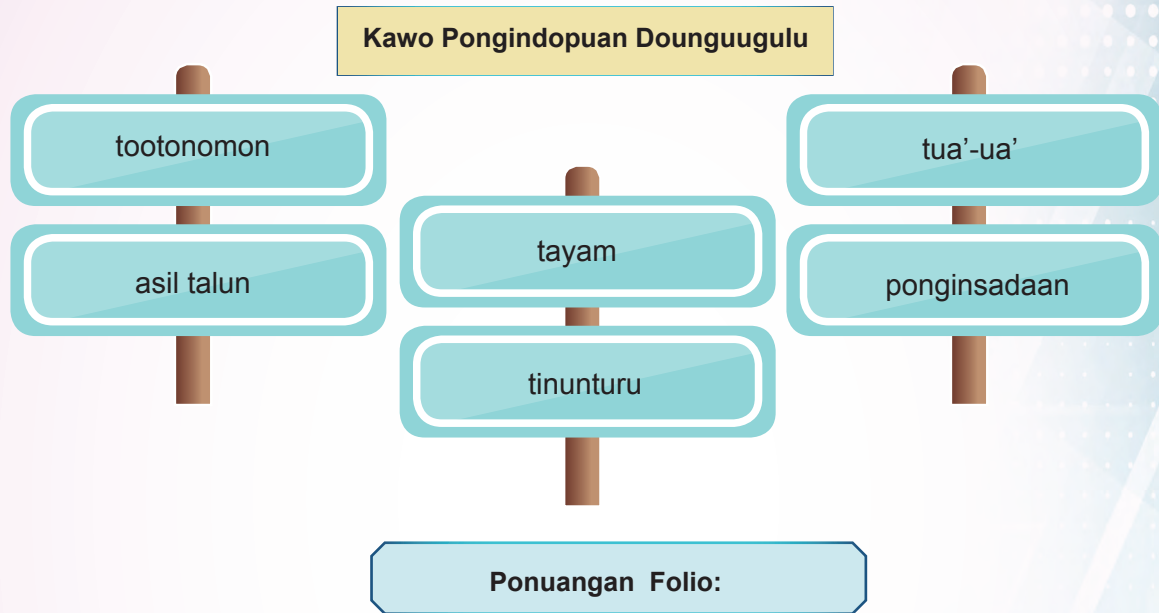 Kawo Pongindopuan Dounguugulu
tootonomon
asil talun
tayam
tinunturu
tua’-ua’
ponginsadaan
Ponuangan Folio: